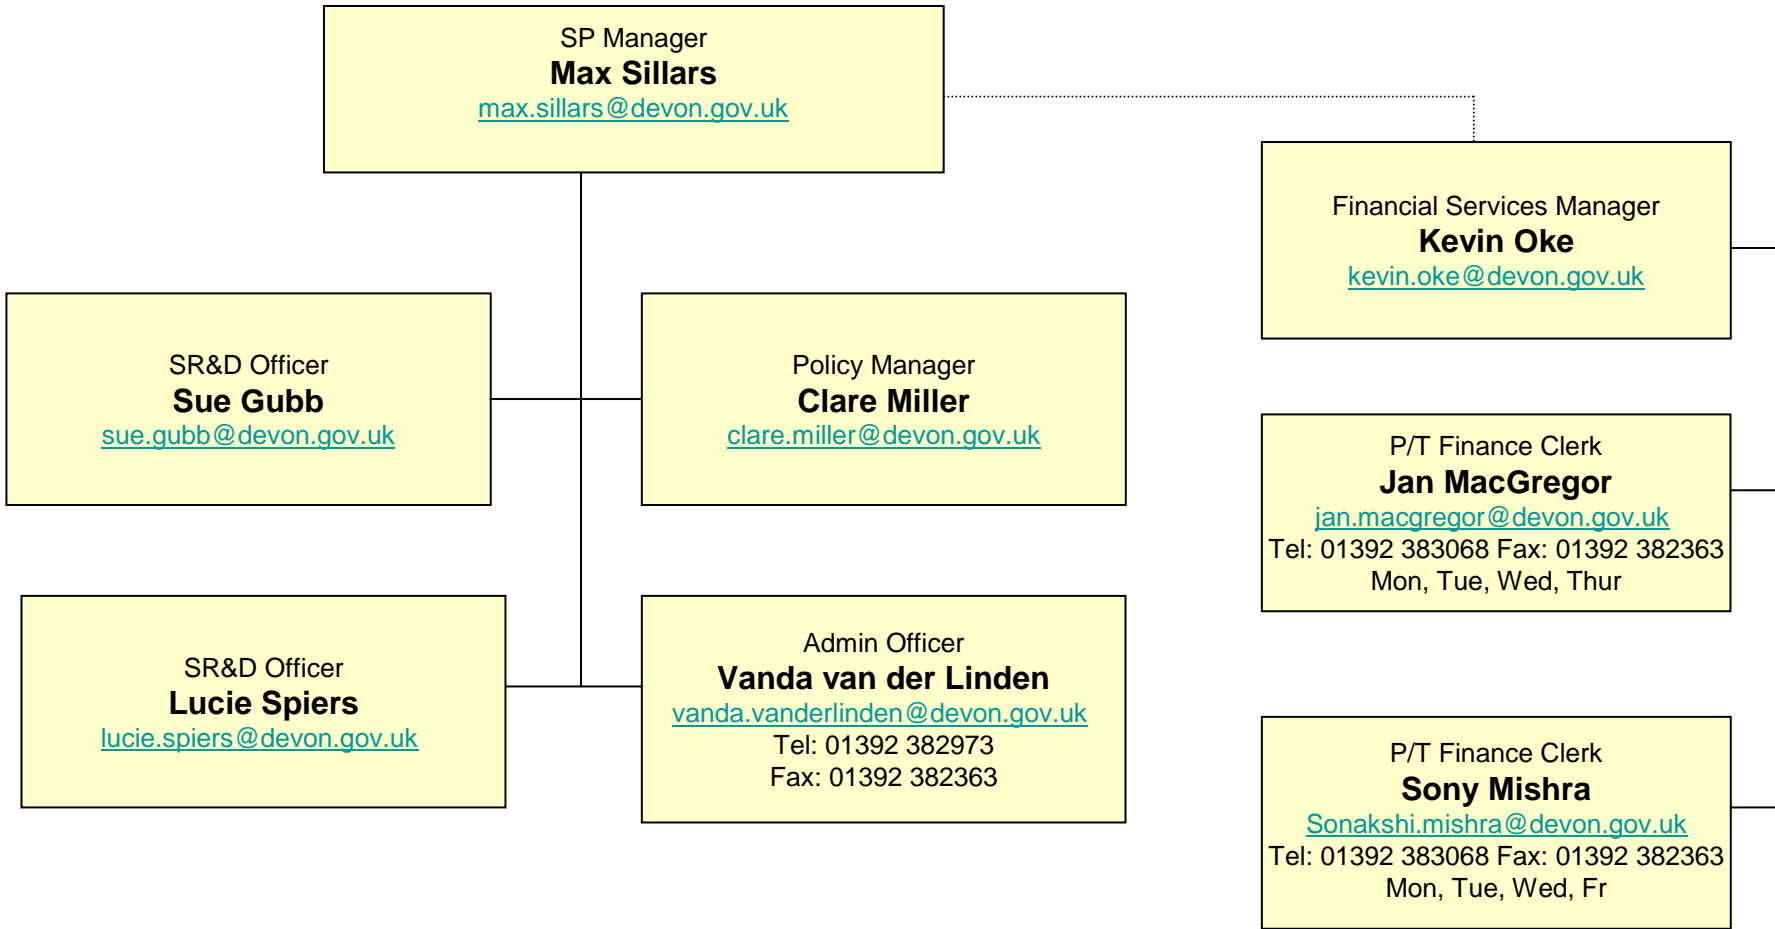 SP Manager
Max Sillars
max.sillars@devon.gov.uk
Financial Services Manager
Kevin Oke
kevin.oke@devon.gov.uk
SR&D Officer
Sue Gubb
sue.gubb@devon.gov.uk
Policy Manager
Clare Miller
clare.miller@devon.gov.uk
P/T Finance Clerk
Jan MacGregor
jan.macgregor@devon.gov.uk
Tel: 01392 383068 Fax: 01392 382363
Mon, Tue, Wed, Thur
SR&D Officer
Lucie Spiers
lucie.spiers@devon.gov.uk
Admin Officer
Vanda van der Linden
vanda.vanderlinden@devon.gov.uk
Tel: 01392 382973
Fax: 01392 382363
P/T Finance Clerk
Sony Mishra
Sonakshi.mishra@devon.gov.uk
Tel: 01392 383068 Fax: 01392 382363
Mon, Tue, Wed, Fr